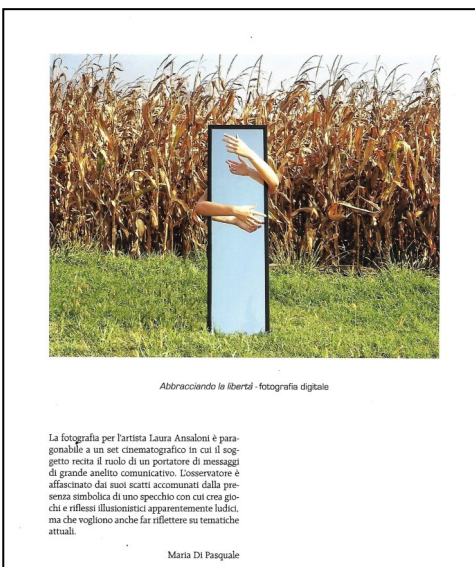 Abbracciando la libertà - fotografia digitale
La fotografia per l'artista Laura Ansaloni è para-
gonabile a un set cinematografico in cui il sog-
getto recita il ruolo di un portatore di messaggi
di grande anelito comunicativo. L'osservatore è
affascinato dai suoi scatti accomunati dalla pre-
senza simbolica di uno specchio con cui crea gio-
chi e riflessi illusionistici apparentemente ludici,
ma che vogliono anche far riflettere su tematiche
attuali.
Maria Di Pasquale